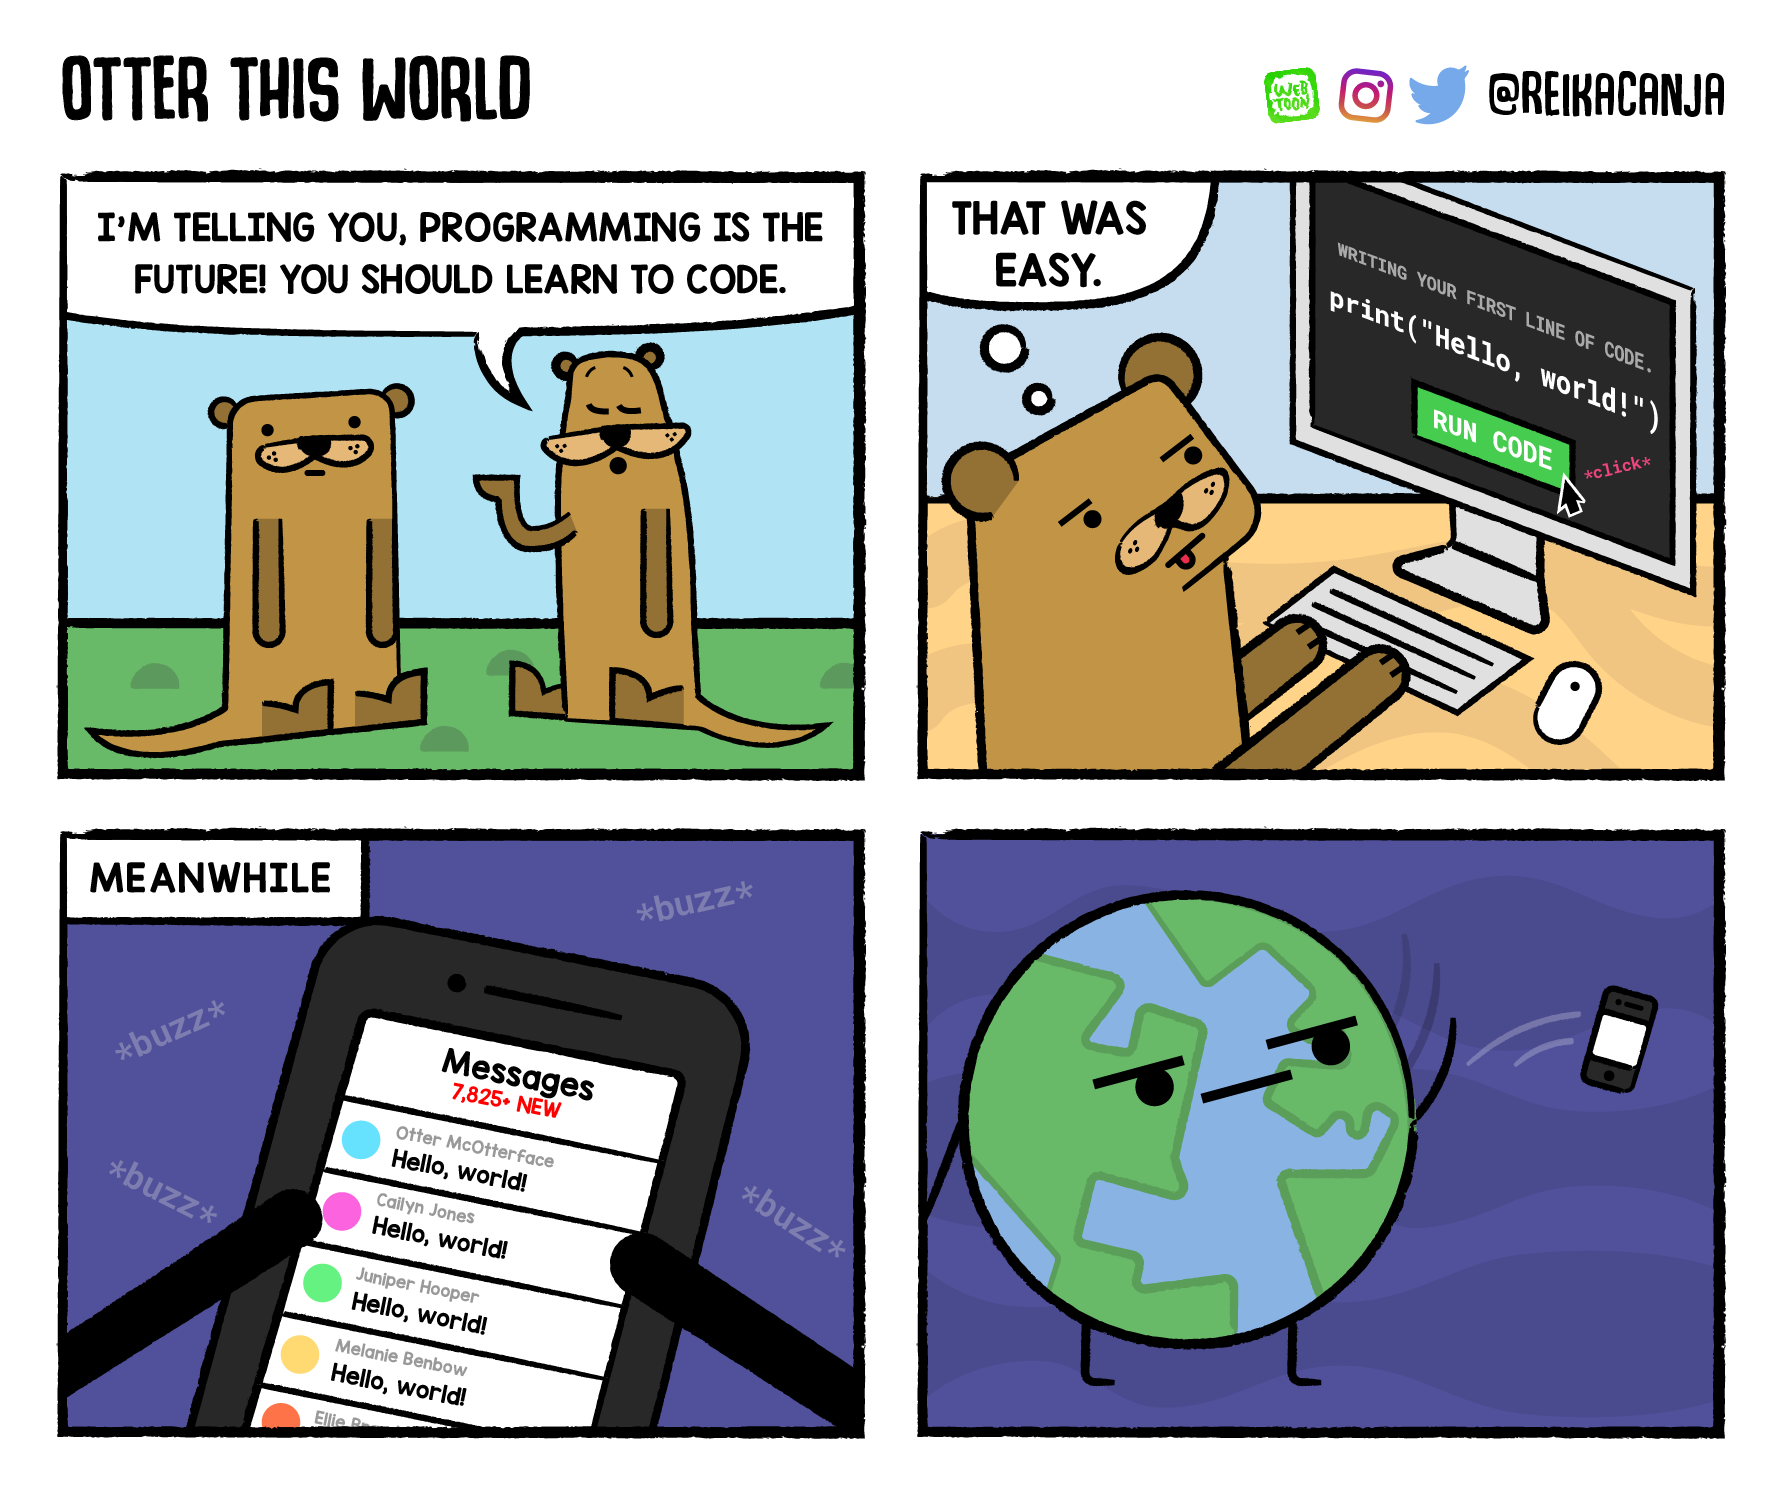 OTTER THIS WORLD
WEB
TOON
@REIKACANJA
I'M TELLING YOU, PROGRAMMING IS THE
FUTURE! YOU SHOULD LEARN TO CODE.
THAT WAS
EASY.
WRITING YOUR FIRST LINE OF CODE.
print("Hello, world!")
RUN CODE
*click*
MEANWHILE
*buzz*
*buzz*
*buzz*
*buzz*
Messages
7,825+ NEW
Otter McOtterface
Hello, world!
Cailyn Jones
Hello, world!
Juniper Hooper
Hello, world!
Melanie Benbow
Hello, world!
Ellie